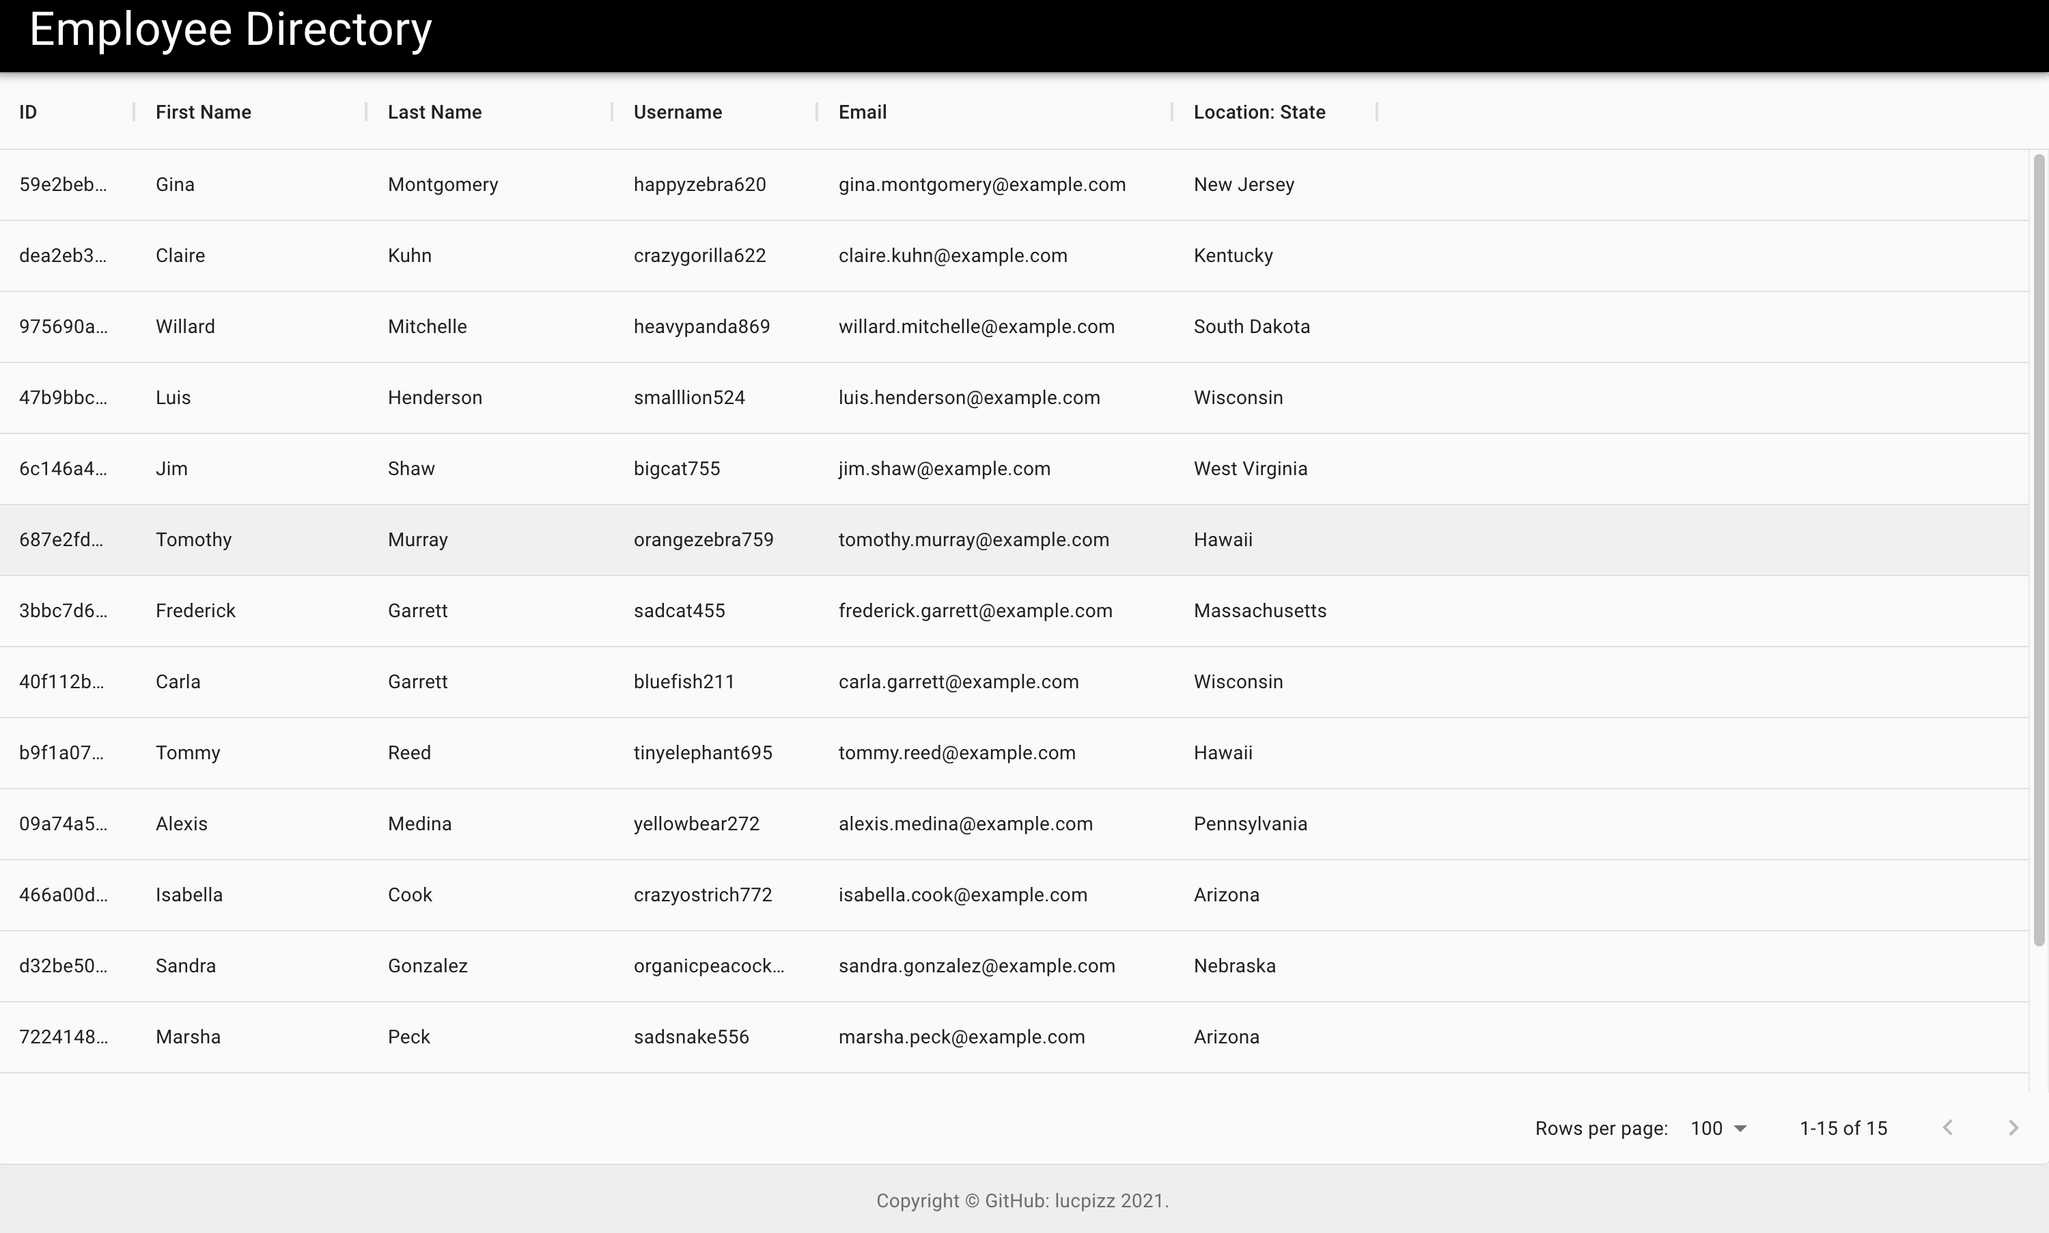 Employee Directory
ID First Name Last Name Username Email Location: State
59e2beb... Gina Montgomery happyzebra620 gina.montgomery@example.com New Jersey
dea2eb3... Claire Kuhn crazygorilla622 claire.kuhn@example.com Kentucky
975690a... Willard Mitchelle heavypanda869 willard.mitchelle@example.com South Dakota
47b9bbc... Luis Henderson smalllion524 luis.henderson@example.com Wisconsin
6c146a4... Jim Shaw bigcat755 jim.shaw@example.com West Virginia
687e2fd... Tomothy Murray orangezebra759 tomothy.murray@example.com Hawaii
3bbc7d6... Frederick Garrett sadcat455 frederick.garrett@example.com Massachusetts
40f112b... Carla Garrett bluefish211 carla.garrett@example.com Wisconsin
b9f1a07... Tommy Reed tinyelephant695 tommy.reed@example.com Hawaii
09a74a5... Alexis Medina yellowbear272 alexis.medina@example.com Pennsylvania
466a00d... Isabella Cook crazyostrich772 isabella.cook@example.com Arizona
d32be50... Sandra Gonzalez organicpeacock... sandra.gonzalez@example.com Nebraska
7224148... Marsha Peck sadsnake556 marsha.peck@example.com Arizona
Rows per page: 100 1-15 of 15
Copyright © GitHub: lucpizz 2021.